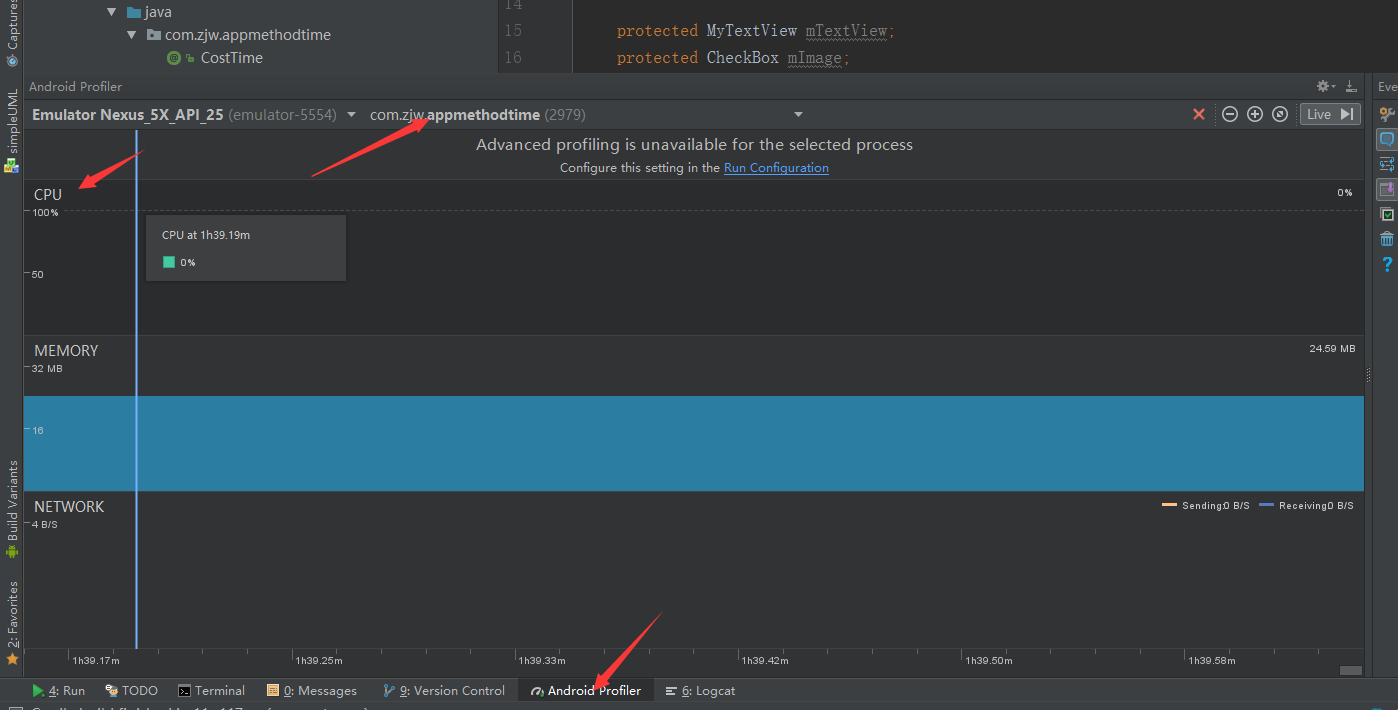 Captures
java
com.zjw.appmethodtime
CostTime
14
15 protected MyTextView mTextView;
16 protected CheckBox mImage;
simpleUML
Android Profiler
Eve
Emulator Nexus_5X_API_25 (emulator-5554) com.zjw.appmethodtime (2979)
Live
Advanced profiling is unavailable for the selected process
Configure this setting in the Run Configuration
CPU
0%
100%
CPU at 1h39.19m
0%
50
MEMORY
24.59 MB
32 MB
16
NETWORK
Sending:0 B/S Receiving:0 B/S
4 B/S
Build Variants
2: Favorites
1h39.17m 1h39.25m 1h39.33m 1h39.42m 1h39.50m 1h39.58m
4: Run TODO Terminal 0: Messages 9: Version Control Android Profiler 6: Logcat